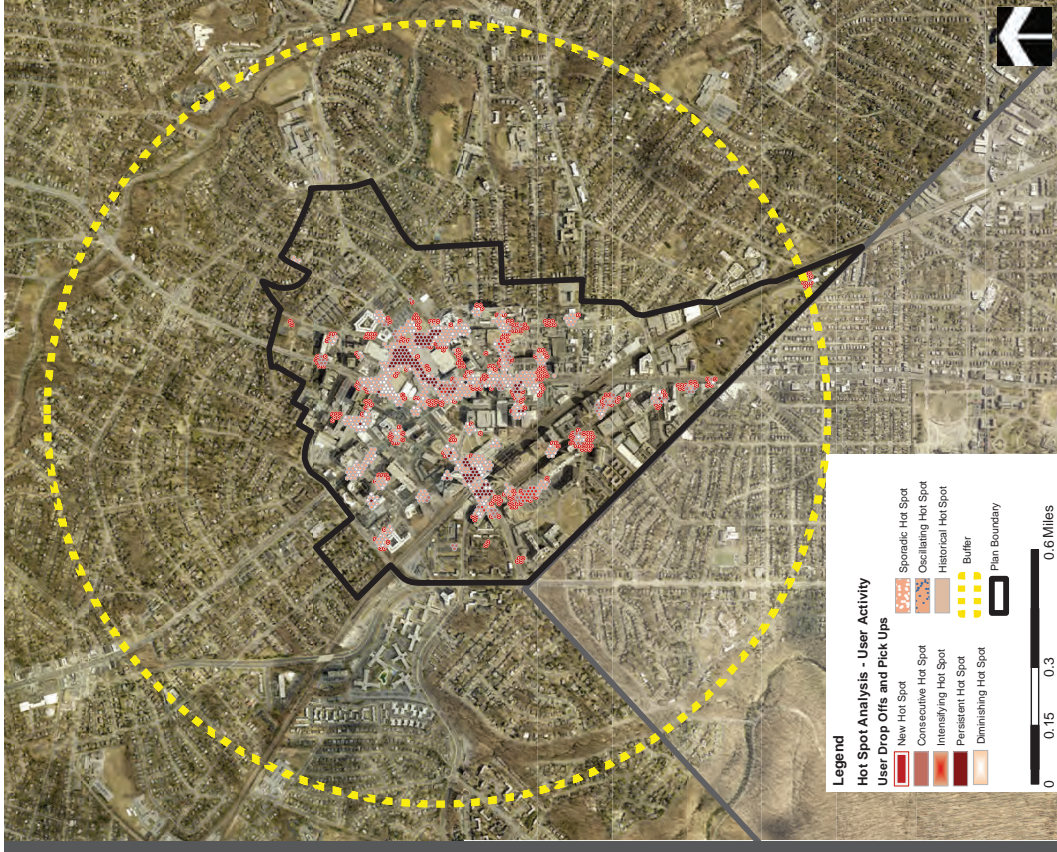 Legend
Hot Spot Analysis - User Activity
User Drop Offs and Pick Ups
New Hot Spot
Consecutive Hot Spot
Intensifying Hot Spot
Persistent Hot Spot
Diminishing Hot Spot
Sporadic Hot Spot
Oscillating Hot Spot
Historical Hot Spot
Buffer
Plan Boundary
0 0.15 0.3 0.6 Miles